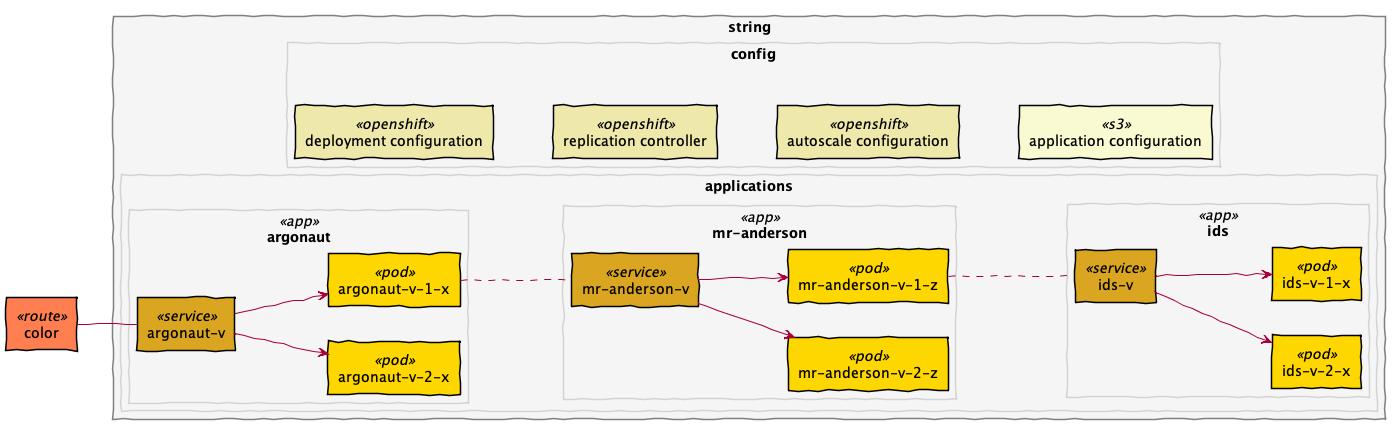 string
config
«openshift»
deployment configuration
«openshift»
replication controller
«openshift»
autoscale configuration
«s3»
application configuration
applications
«app»
argonaut
«app»
mr-anderson
«app»
ids
«pod»
argonaut-v-1-x
«service»
mr-anderson-v
«pod»
mr-anderson-v-1-z
«service»
ids-v
«pod»
ids-v-1-x
«route»
color
«service»
argonaut-v
«pod»
argonaut-v-2-x
«pod»
mr-anderson-v-2-z
«pod»
ids-v-2-x